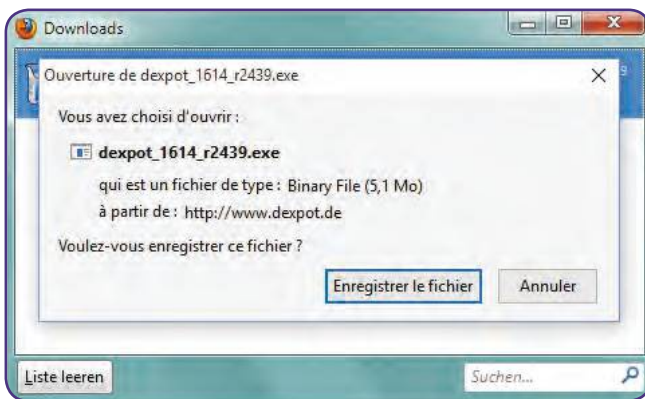 Downloads
Ouverture de dexpot_1614_r2439.exe
Vous avez choisi d'ouvrir :
dexpot_1614_r2439.exe
qui est un fichier de type : Binary File (5,1 Mo)
à partir de : http://www.dexpot.de
Voulez-vous enregistrer ce fichier ?
Enregistrer le fichier
Annuler
Liste leeren
Suchen...